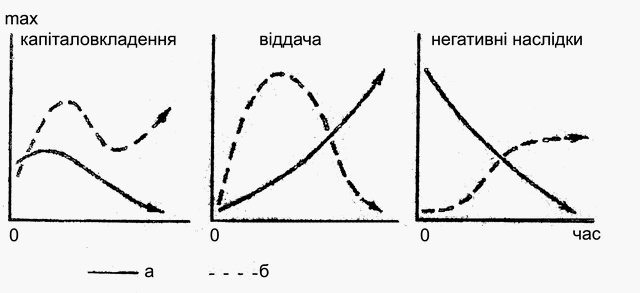 max
капіталовкладення
віддача
негативні наслідки
0
0
0
час
а
б